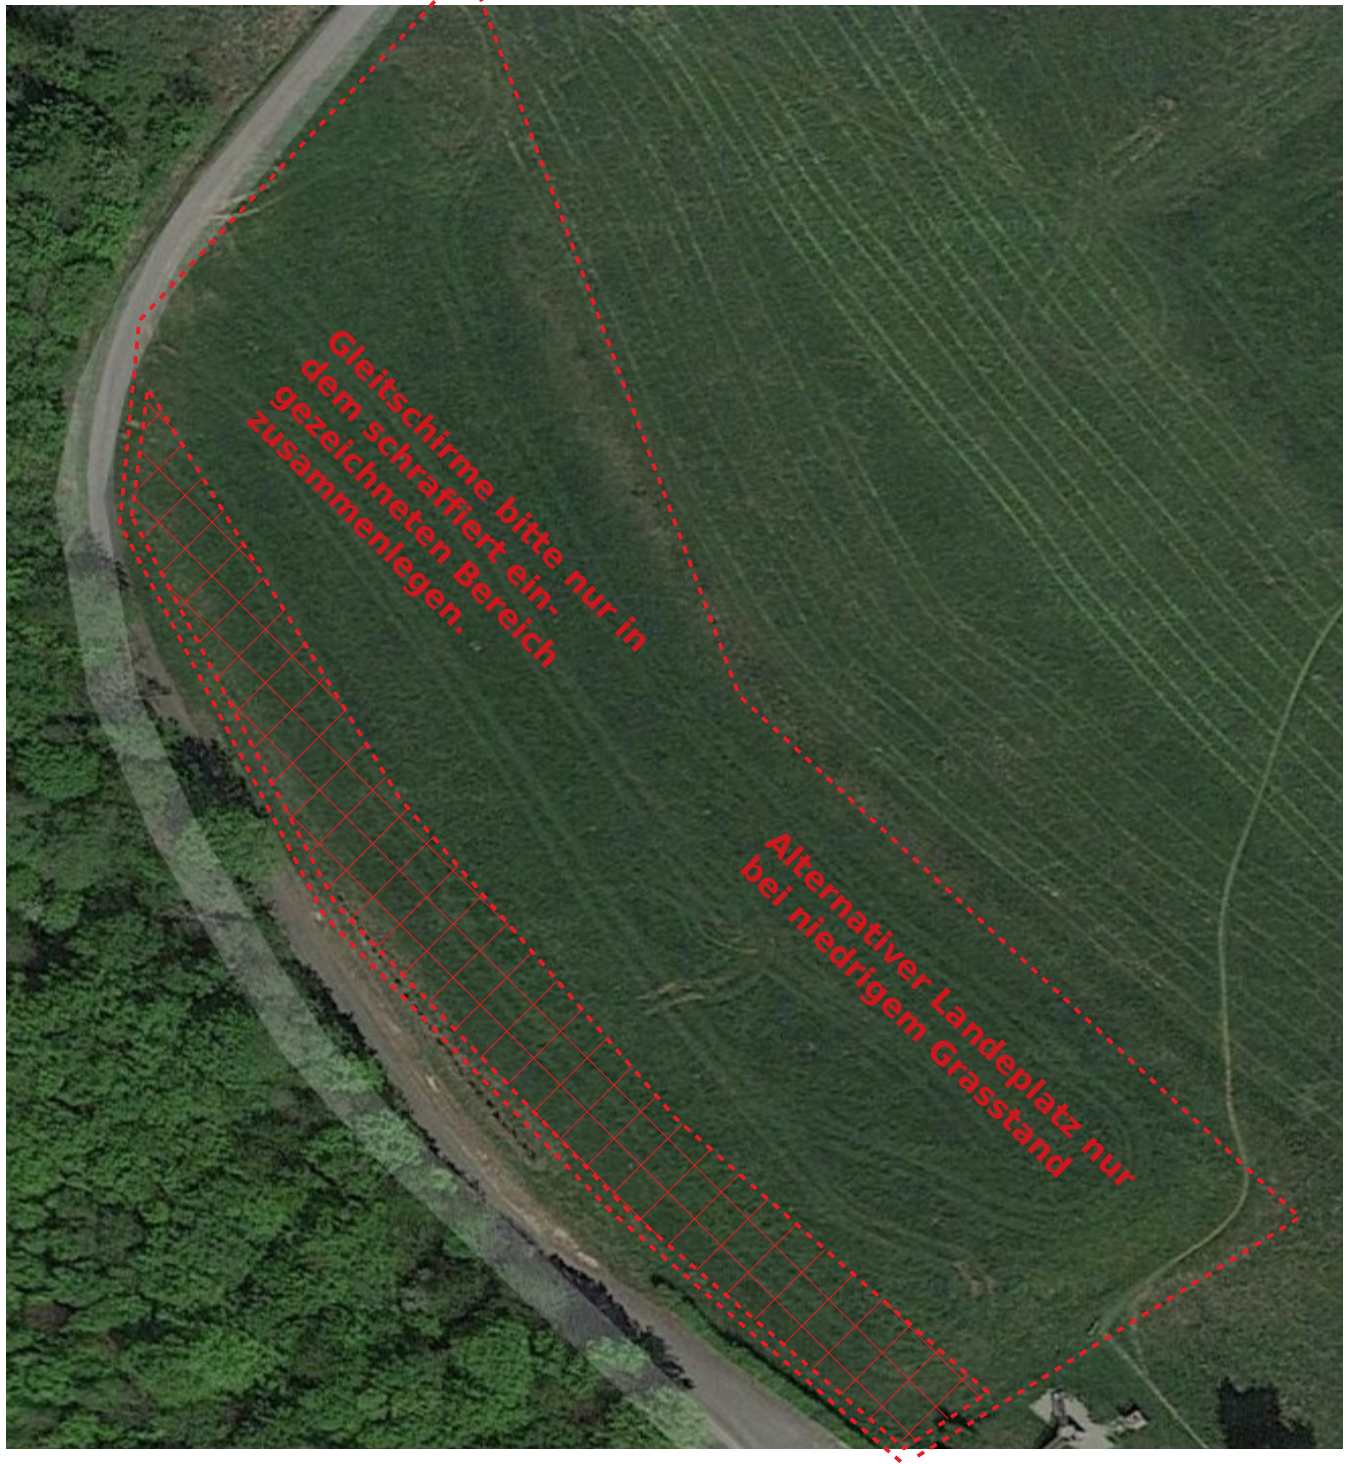 Gleitschirme bitte nur in
dem schraffiert ein-
gezeichneten Bereich
zusammenlegen.
Alternativer Landeplatz nur
bei niedrigem Grasstand